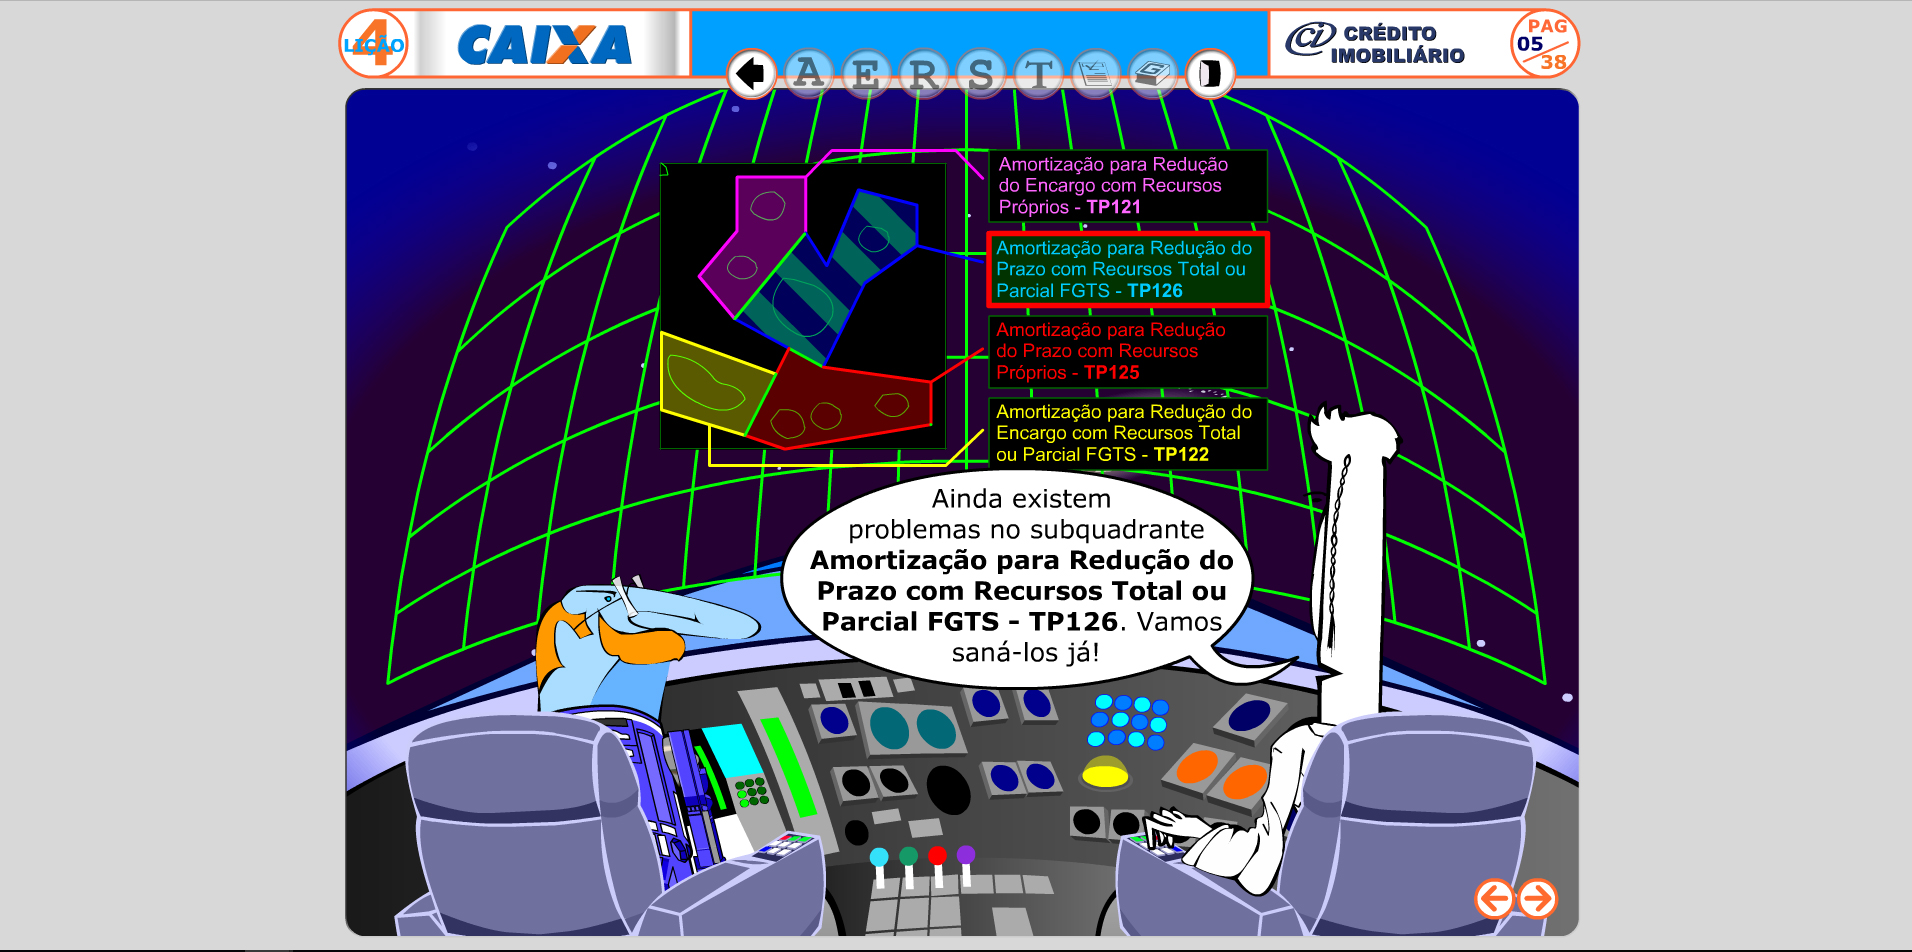 4
LIÇÃO
CAIXA
CRÉDITO
IMOBILIÁRIO
PAG
05
38
A E R S T G
Amortização para Redução
do Encargo com Recursos
Próprios - TP121
Amortização para Redução do
Prazo com Recursos Total ou
Parcial FGTS - TP126
Amortização para Redução
do Prazo com Recursos
Próprios - TP125
Amortização para Redução do
Encargo com Recursos Total
ou Parcial FGTS - TP122
Ainda existem
problemas no subquadrante
Amortização para Redução do
Prazo com Recursos Total ou
Parcial FGTS - TP126. Vamos
saná-los já!